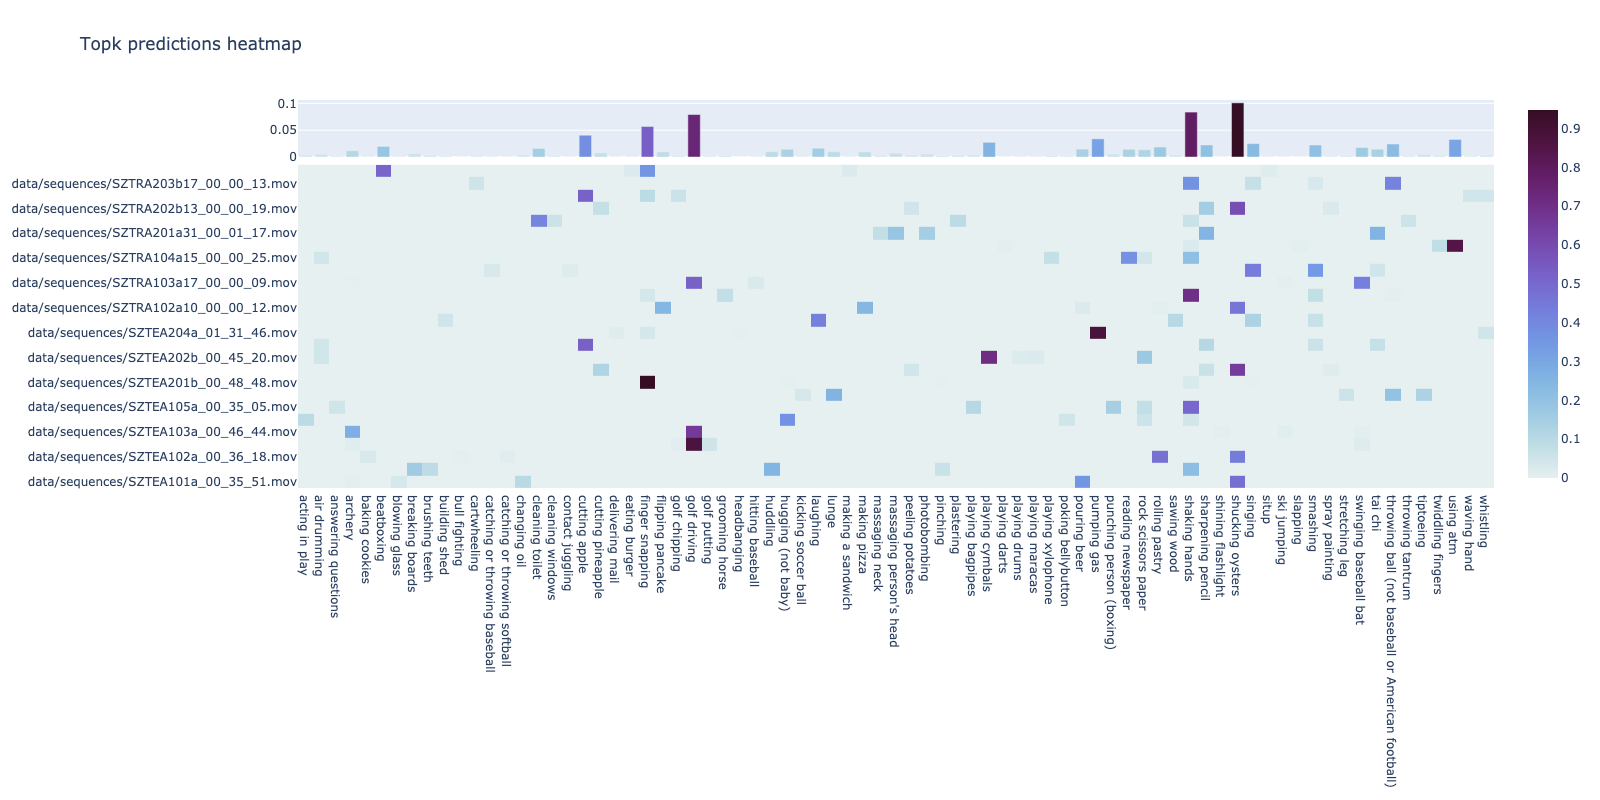 Topk predictions heatmap
0.1
0.05
0
0.9
0.8
0.7
0.6
0.5
0.4
0.3
0.2
0.1
0
data/sequences/SZTRA203b17_00_00_13.mov
data/sequences/SZTRA202b13_00_00_19.mov
data/sequences/SZTRA201a31_00_01_17.mov
data/sequences/SZTRA104a15_00_00_25.mov
data/sequences/SZTRA103a17_00_00_09.mov
data/sequences/SZTRA102a10_00_00_12.mov
data/sequences/SZTEA204a_01_31_46.mov
data/sequences/SZTEA202b_00_45_20.mov
data/sequences/SZTEA201b_00_48_48.mov
data/sequences/SZTEA105a_00_35_05.mov
data/sequences/SZTEA103a_00_46_44.mov
data/sequences/SZTEA102a_00_36_18.mov
data/sequences/SZTEA101a_00_35_51.mov
acting in play
air drumming
answering questions
archery
baking cookies
beatboxing
blowing glass
breaking boards
brushing teeth
building shed
bull fighting
cartwheeling
catching or throwing baseball
catching or throwing softball
changing oil
cleaning toilet
cleaning windows
contact juggling
cutting apple
cutting pineapple
delivering mail
eating burger
finger snapping
flipping pancake
golf chipping
golf driving
golf putting
grooming horse
headbanging
hitting baseball
huddling
hugging (not baby)
kicking soccer ball
laughing
lunge
making a sandwich
making pizza
massaging neck
massaging person's head
peeling potatoes
photobombing
pinching
plastering
playing bagpipes
playing cymbals
playing darts
playing drums
playing maracas
playing xylophone
poking bellybutton
pouring beer
pumping gas
punching person (boxing)
reading newspaper
rock scissors paper
rolling pastry
sawing wood
shaking hands
sharpening pencil
shining flashlight
shucking oysters
singing
situp
ski jumping
slapping
smashing
spray painting
stretching leg
swinging baseball bat
tai chi
throwing ball (not baseball or American football)
throwing tantrum
tiptoeing
twiddling fingers
using atm
waving hand
whistling